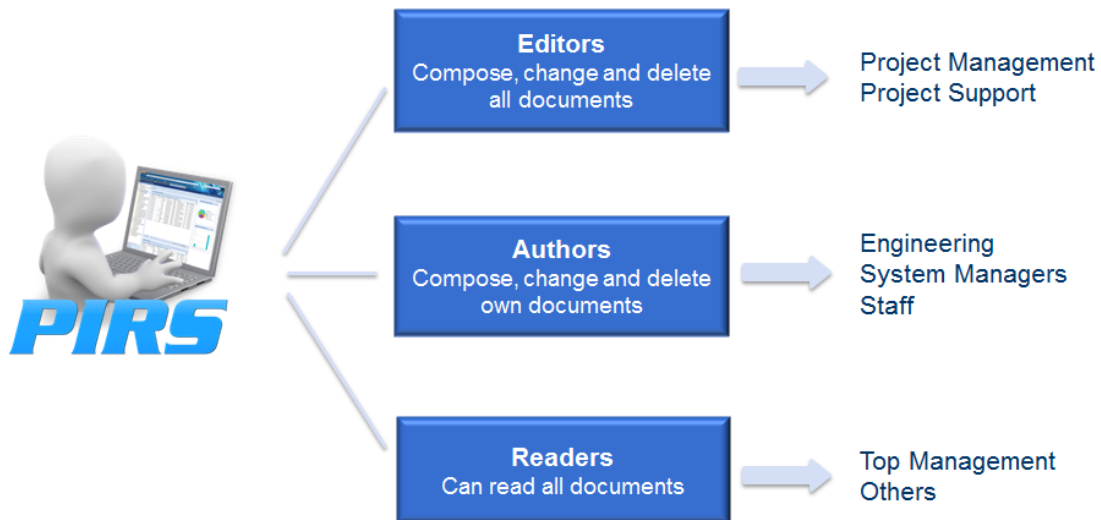 Editors
Compose, change and delete
all documents
Project Management
Project Support
PIRS
Authors
Compose, change and delete
own documents
Engineering
System Managers
Staff
Readers
Can read all documents
Top Management
Others